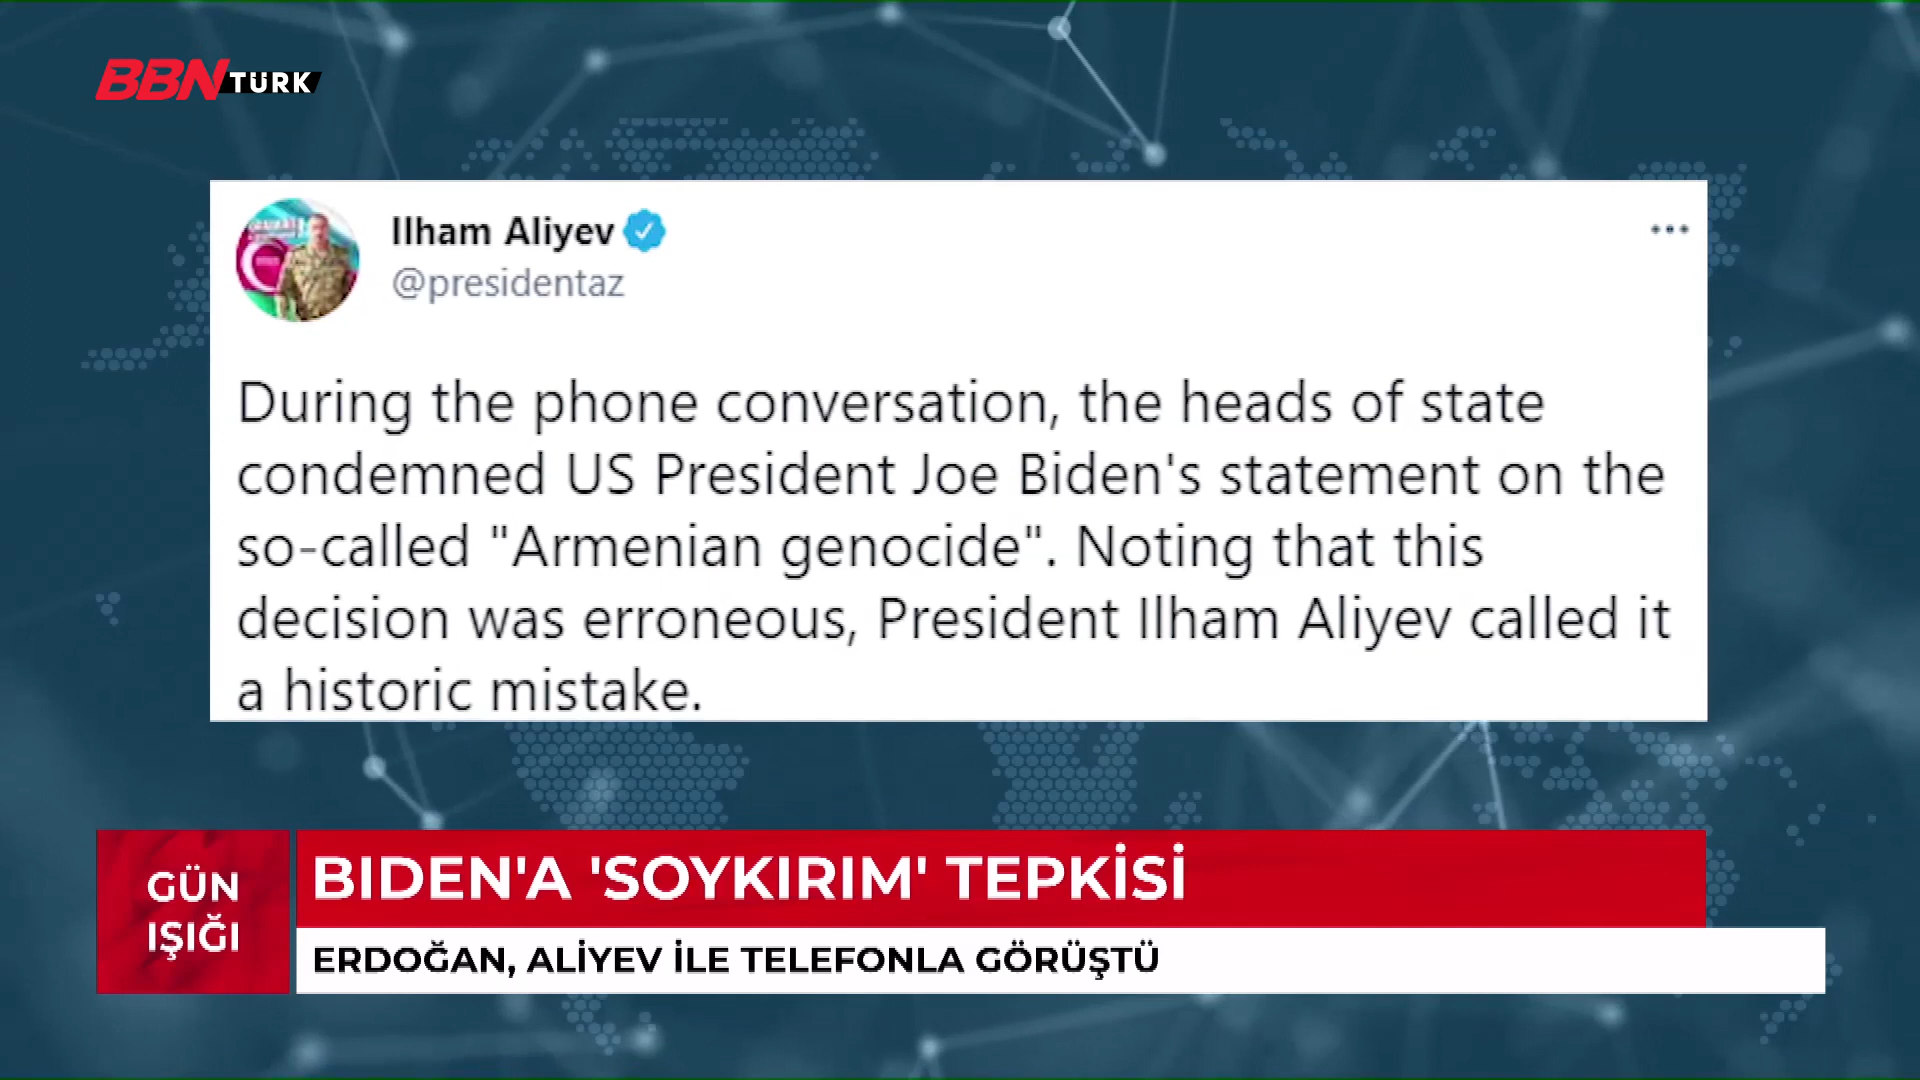 BBN TÜRK
Ilham Aliyev
@presidentaz
During the phone conversation, the heads of state
condemned US President Joe Biden's statement on the
so-called "Armenian genocide". Noting that this
decision was erroneous, President Ilham Aliyev called it
a historic mistake.
GÜN
IŞIĞI
BIDEN'A 'SOYKIRIM' TEPKİSİ
ERDOĞAN, ALİYEV İLE TELEFONLA GÖRÜŞTÜ